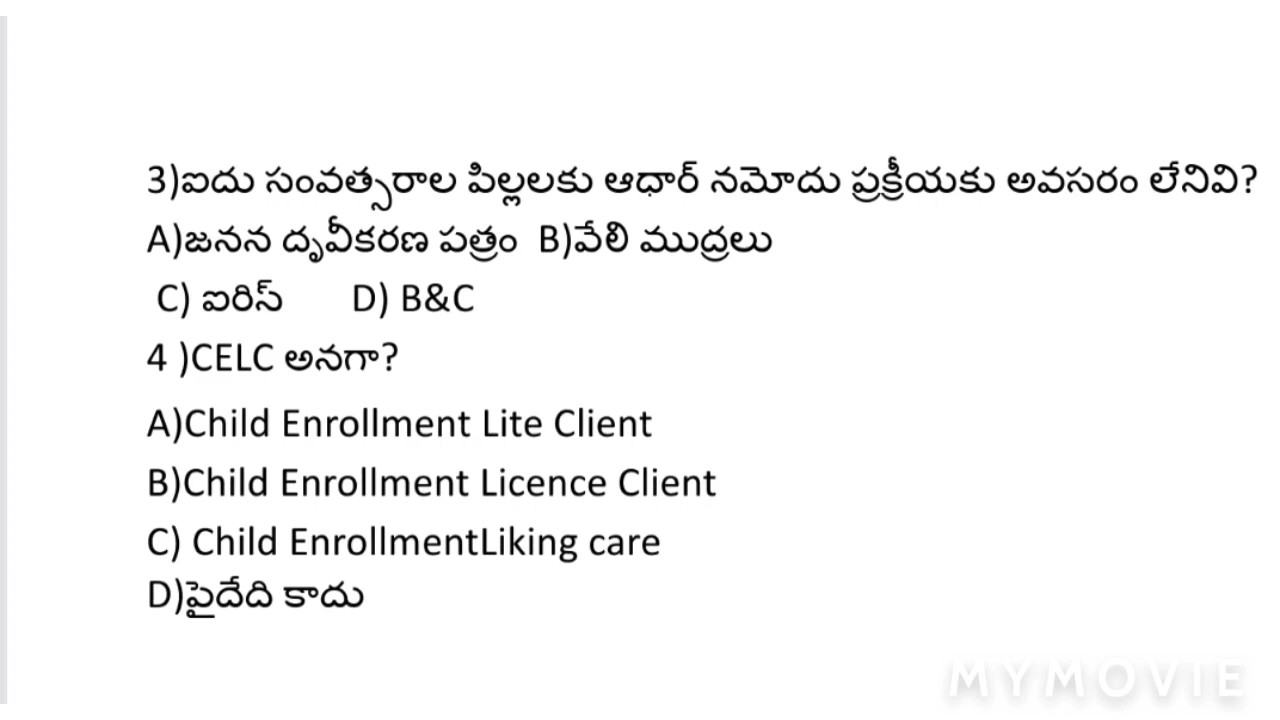 3)ఐదు సంవత్సరాల పిల్లలకు ఆధార్ నమోదు ప్రక్రీయకు అవసరం లేనివి?
A)జనన దృవీకరణ పత్రం B)వేలి ముద్రలు
C) ఐరిస్ D) B&C
4 )CELC అనగా?
A)Child Enrollment Lite Client
B)Child Enrollment Licence Client
C) Child EnrollmentLiking care
D)పైదేది కాదు
MYMOVIE